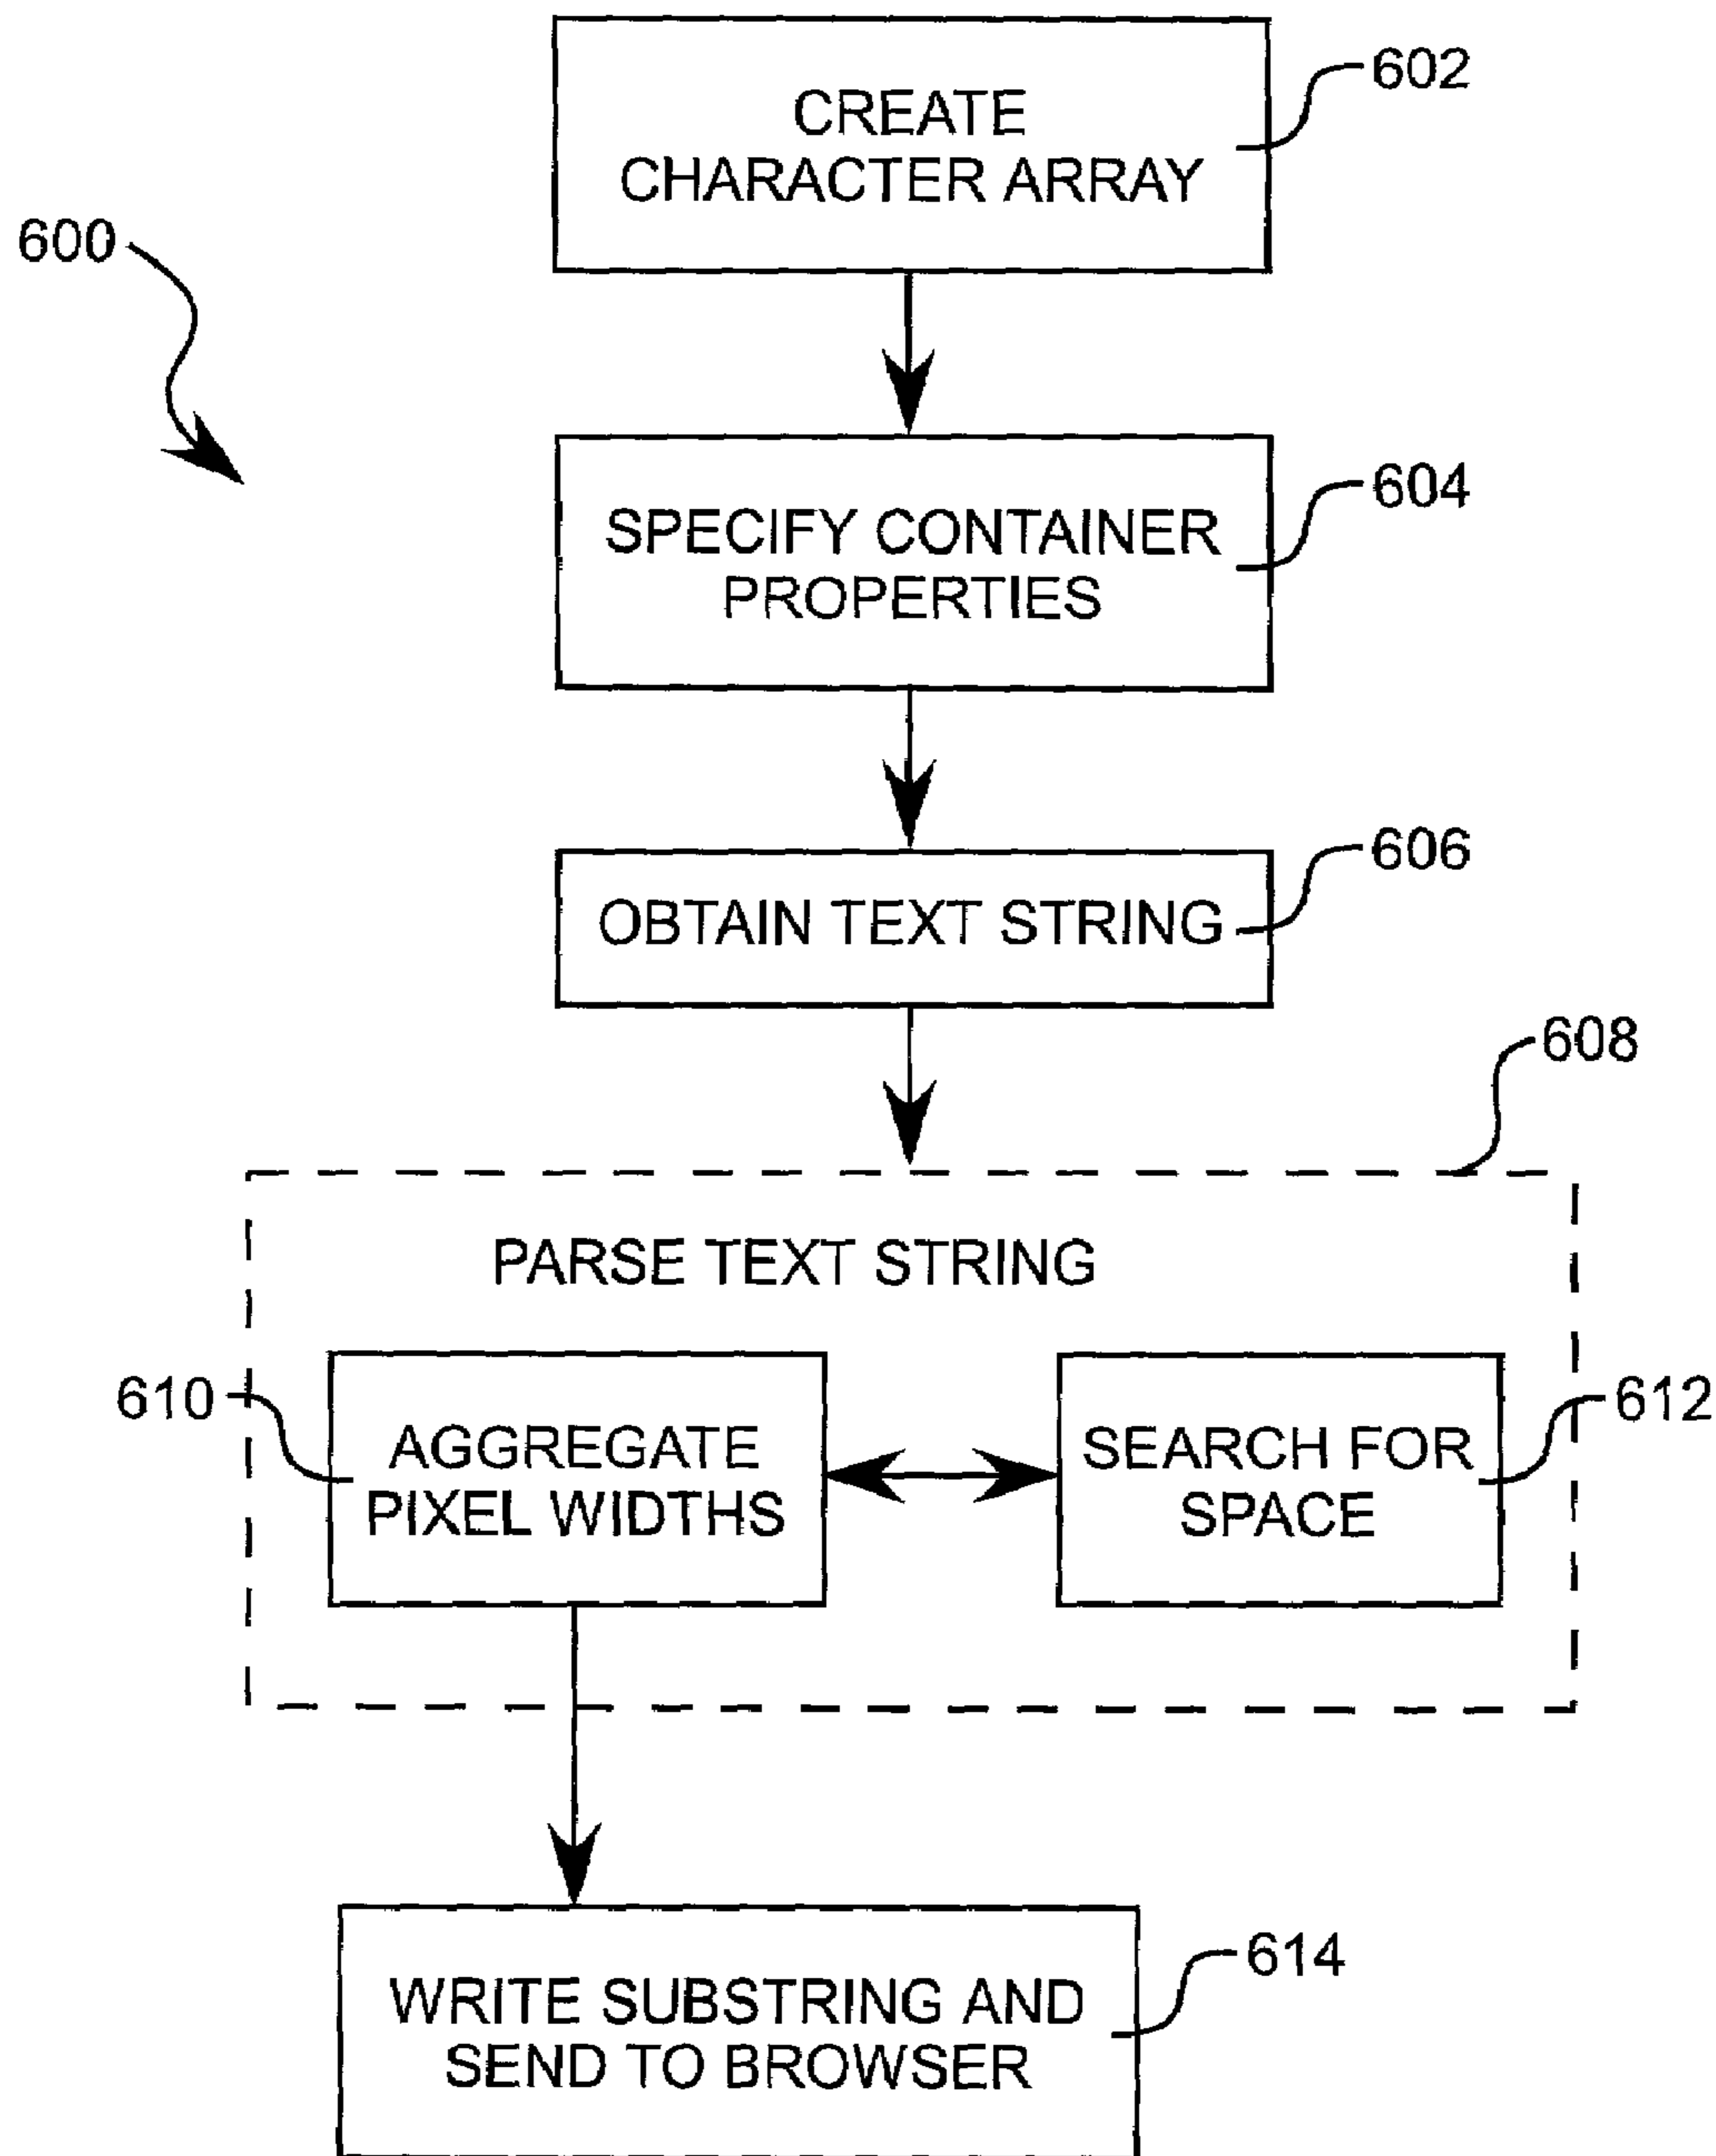 602
CREATE
CHARACTER ARRAY
600
604
SPECIFY CONTAINER
PROPERTIES
606
OBTAIN TEXT STRING
608
PARSE TEXT STRING
610
AGGREGATE
PIXEL WIDTHS
612
SEARCH FOR
SPACE
614
WRITE SUBSTRING AND
SEND TO BROWSER